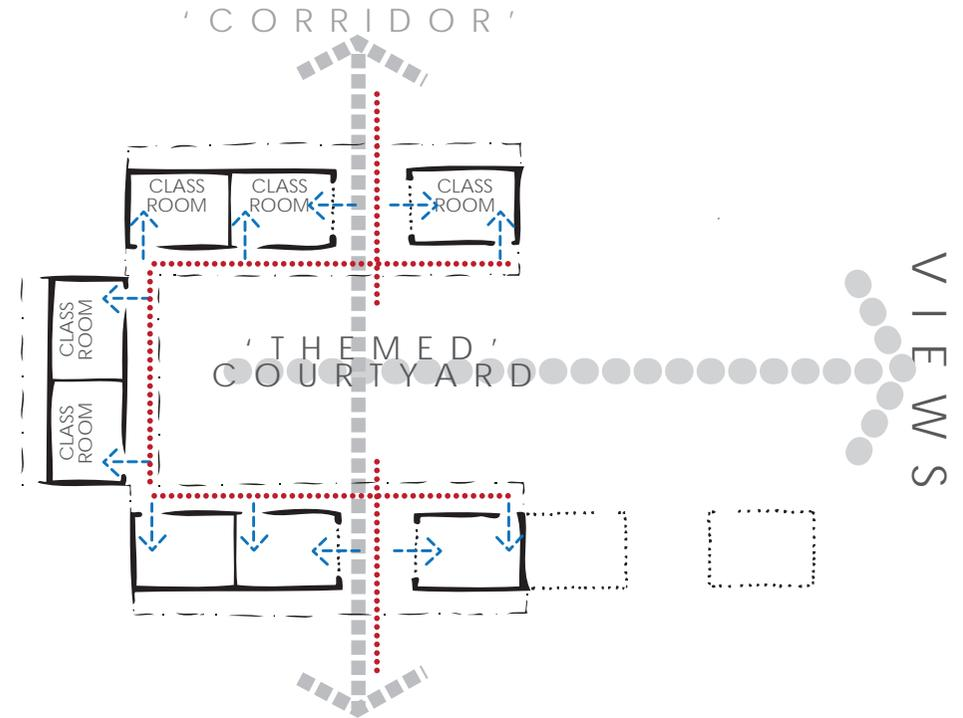 ‘CORRIDOR’
CLASS
ROOM
CLASS
ROOM
CLASS
ROOM
CLASS
ROOM
CLASS
ROOM
‘THEMED’
COURTYARD
VIEWS